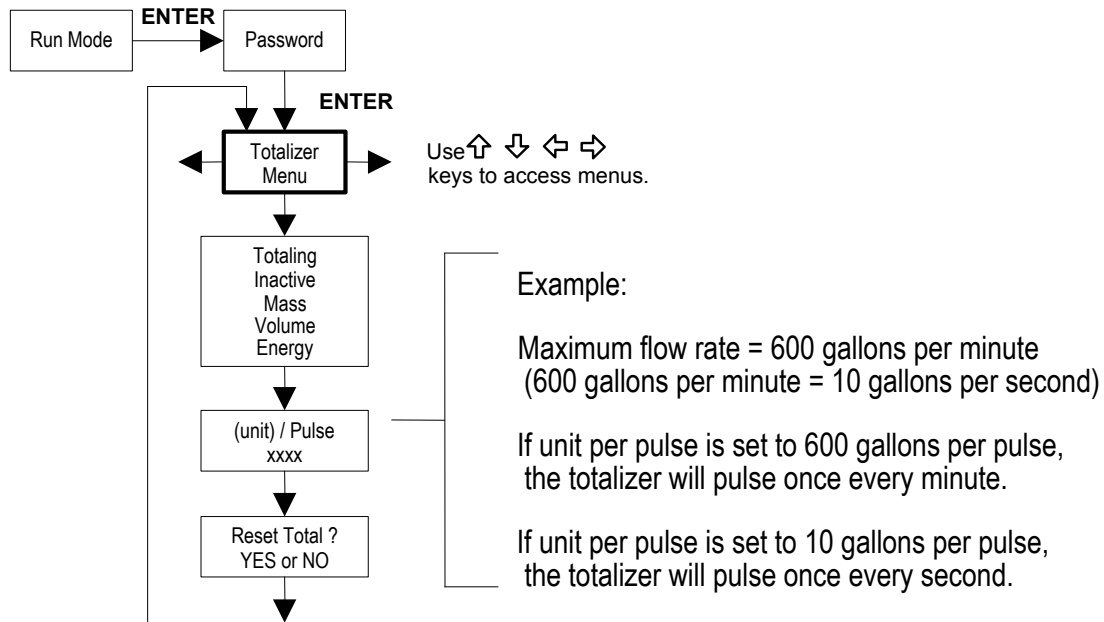 ENTER
Run Mode
Password
ENTER
Totalizer
Menu
Use
keys to access menus.
Totaling
Inactive
Mass
Volume
Energy
(unit) / Pulse
xxxx
Reset Total ?
YES or NO
Example:
Maximum flow rate = 600 gallons per minute
(600 gallons per minute = 10 gallons per second)
If unit per pulse is set to 600 gallons per pulse,
the totalizer will pulse once every minute.
If unit per pulse is set to 10 gallons per pulse,
the totalizer will pulse once every second.